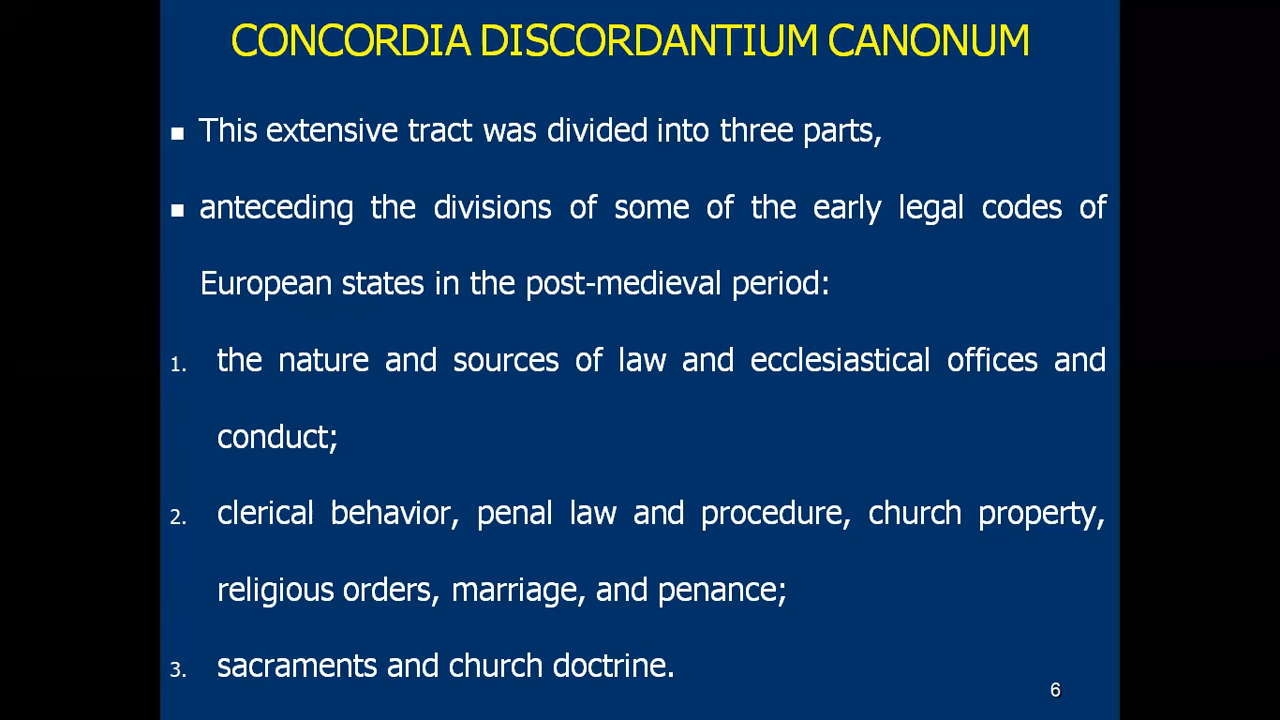 CONCORDIA DISCORDANTIUM CANONUM
▪ This extensive tract was divided into three parts,
▪ anteceding the divisions of some of the early legal codes of
European states in the post-medieval period:
1. the nature and sources of law and ecclesiastical offices and
conduct;
2. clerical behavior, penal law and procedure, church property,
religious orders, marriage, and penance;
3. sacraments and church doctrine.
6